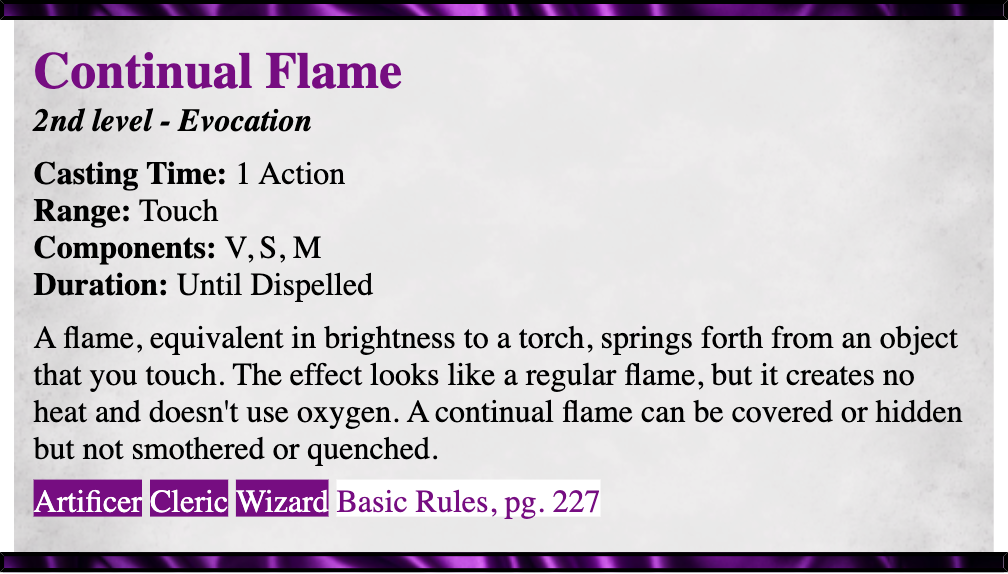 Continual Flame
2nd level - Evocation
Casting Time: 1 Action
Range: Touch
Components: V, S, M
Duration: Until Dispelled
A flame, equivalent in brightness to a torch, springs forth from an object
that you touch. The effect looks like a regular flame, but it creates no
heat and doesn't use oxygen. A continual flame can be covered or hidden
but not smothered or quenched.
Artificer Cleric Wizard Basic Rules, pg. 227